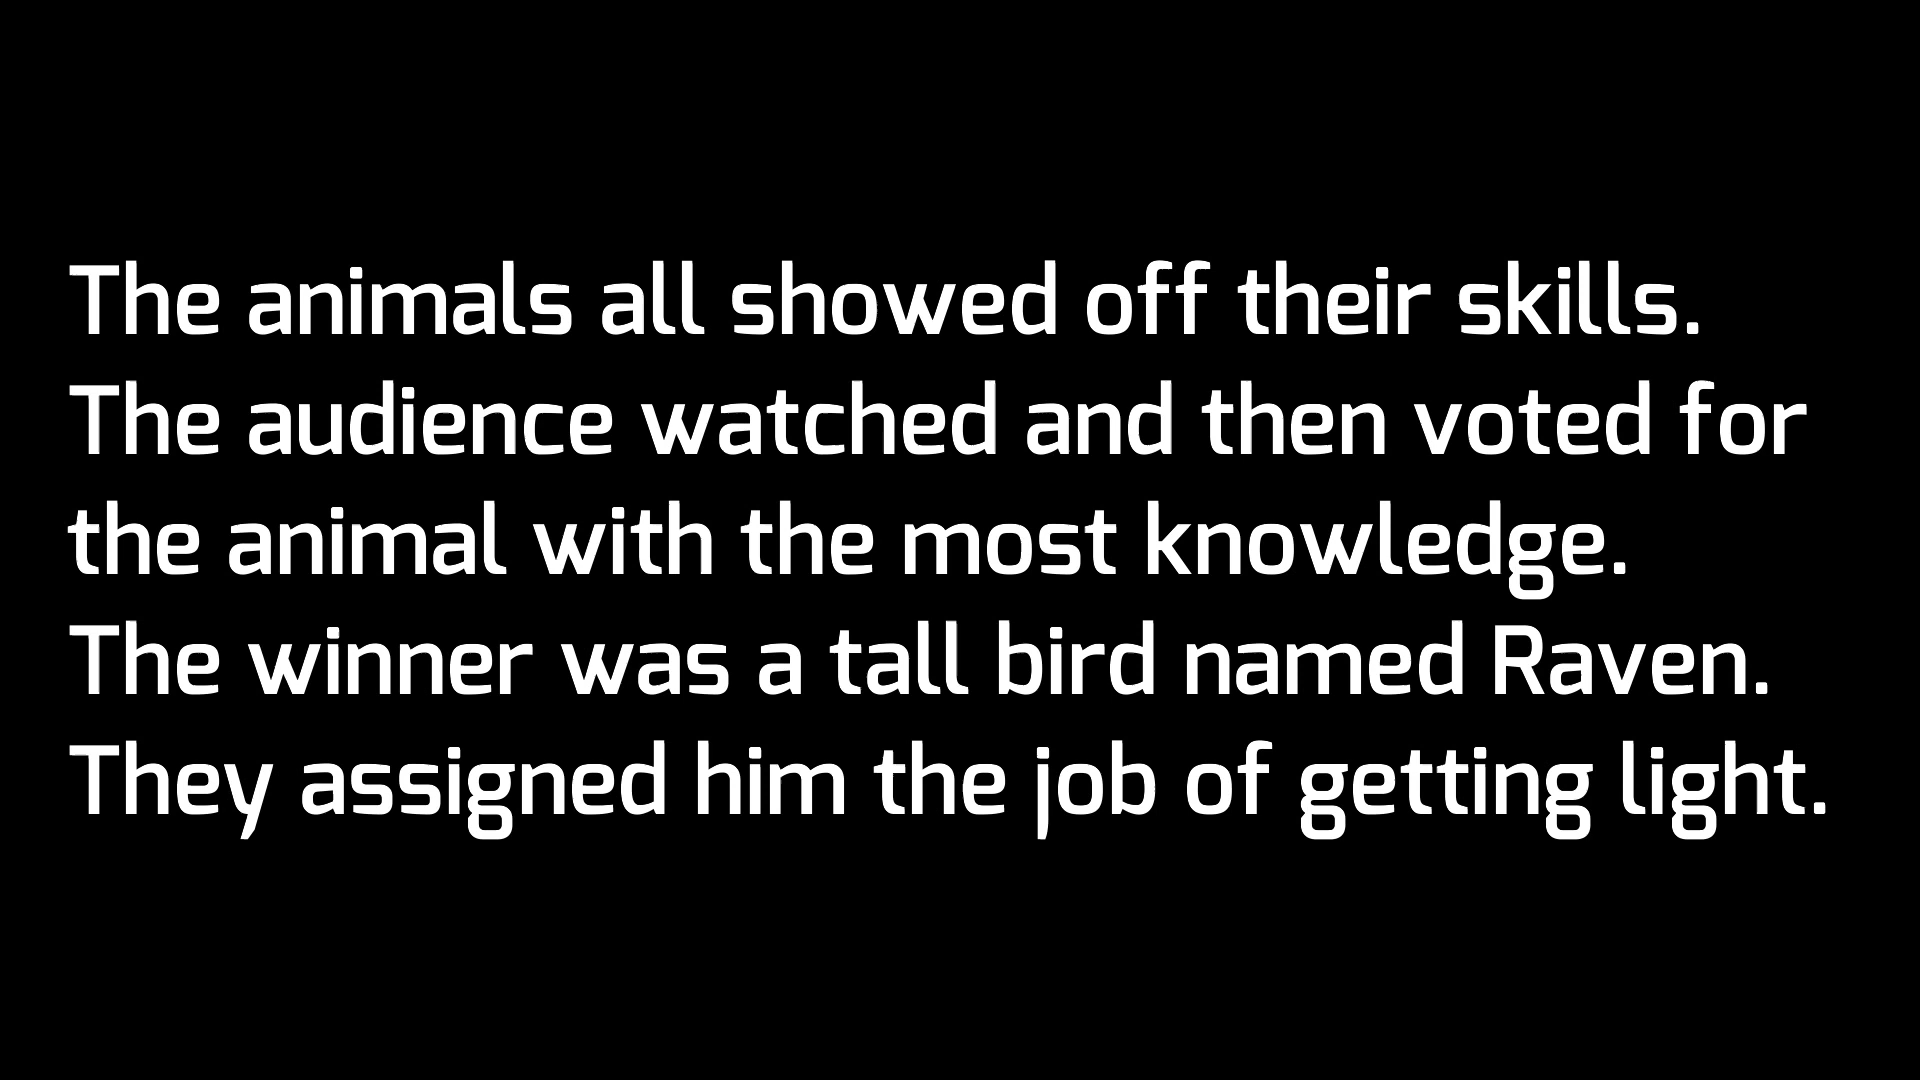 The animals all showed off their skills.
The audience watched and then voted for
the animal with the most knowledge.
The winner was a tall bird named Raven.
They assigned him the job of getting light.